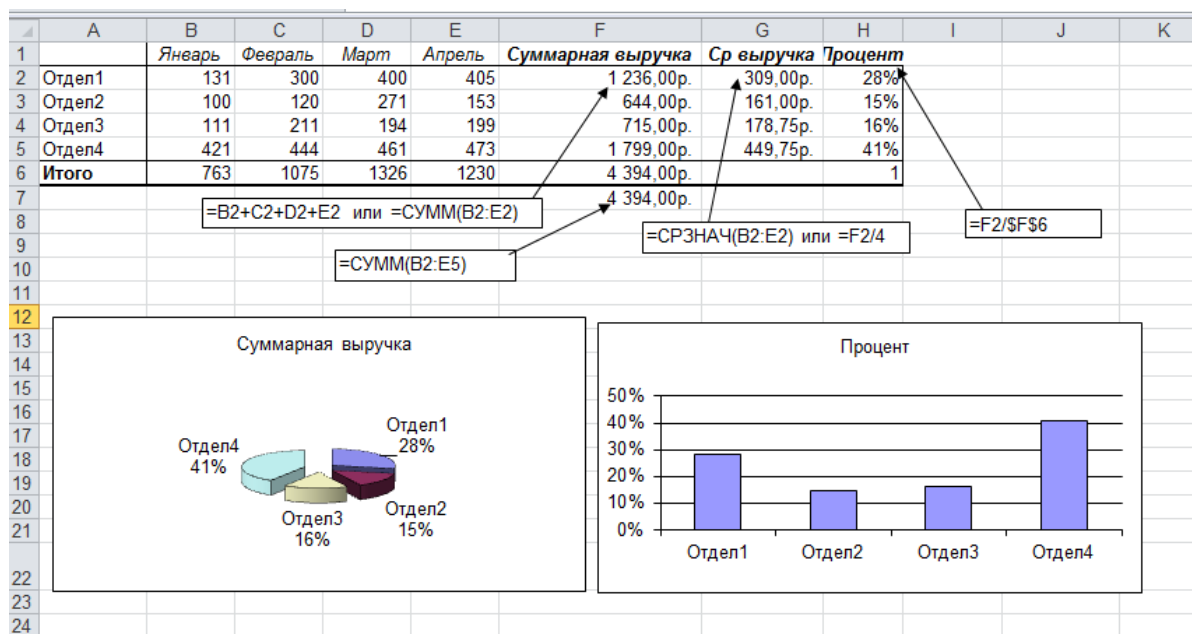 A B C D E F G H I J K
1 Январь Февраль Март Апрель Суммарная выручка Ср выручка Процент
2 Отдел1 131 300 400 405 1 236,00р. 309,00р. 28%
3 Отдел2 100 120 271 153 644,00р. 161,00р. 15%
4 Отдел3 111 211 194 199 715,00р. 178,75р. 16%
5 Отдел4 421 444 461 473 1 799,00р. 449,75р. 41%
6 Итого 763 1075 1326 1230 4 394,00р. 1
7 4 394,00р.
=B2+C2+D2+E2 или =СУММ(B2:E2)
=F2/$F$6
8
=СРЗНАЧ(B2:E2) или =F2/4
9
=СУММ(B2:E5)
10
11
12
13
14
15
16
17
18
19
20
21
22
23
24
Суммарная выручка
Отдел1
28%
Отдел4
41%
Отдел2
15%
Отдел3
16%
Процент
50%
40%
30%
20%
10%
0%
Отдел1 Отдел2 Отдел3 Отдел4